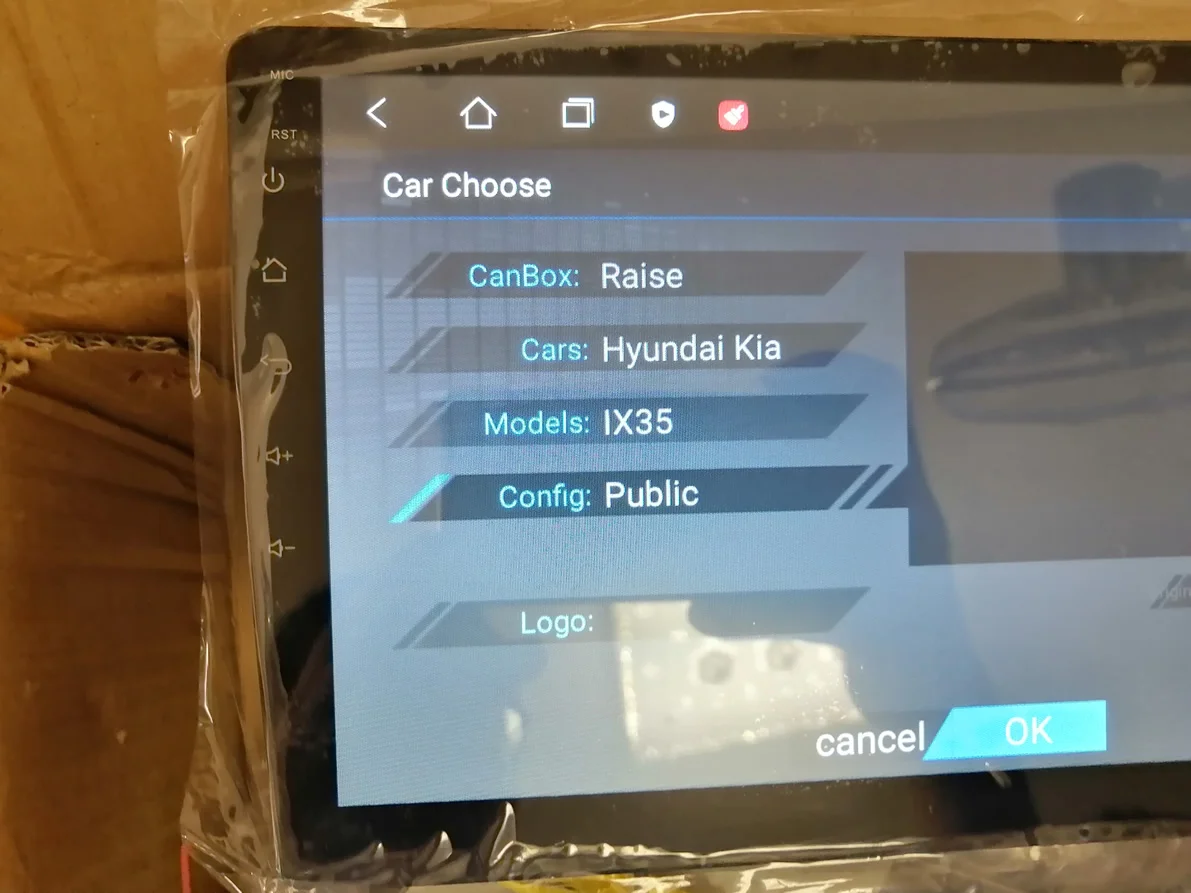 MIC
RST
Car Choose
CanBox: Raise
Cars: Hyundai Kia
Models: IX35
Config: Public
Logo:
cancel
OK